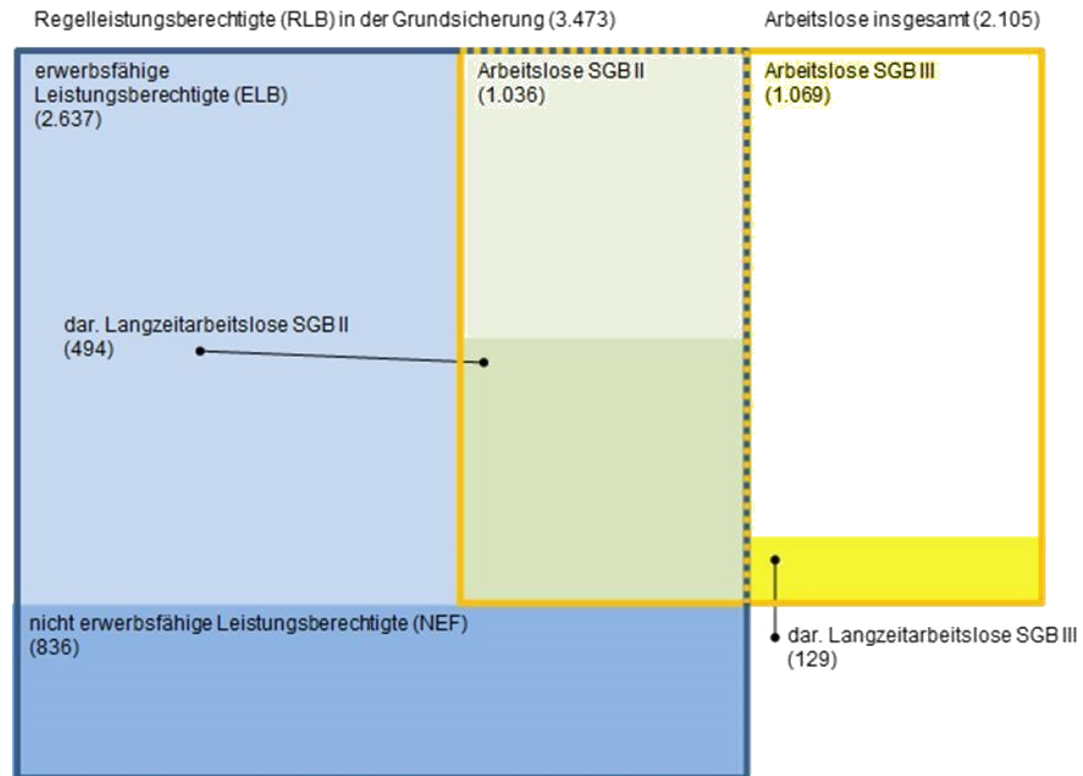 Regelleistungsberechtigte (RLB) in der Grundsicherung (3.473)
Arbeitslose insgesamt (2.105)
erwerbsfähige
Leistungsberechtigte (ELB)
(2.637)
Arbeitslose SGB II
(1.036)
Arbeitslose SGB III
(1.069)
dar. Langzeitarbeitslose SGB II
(494)
nicht erwerbsfähige Leistungsberechtigte (NEF)
(836)
dar. Langzeitarbeitslose SGB III
(129)